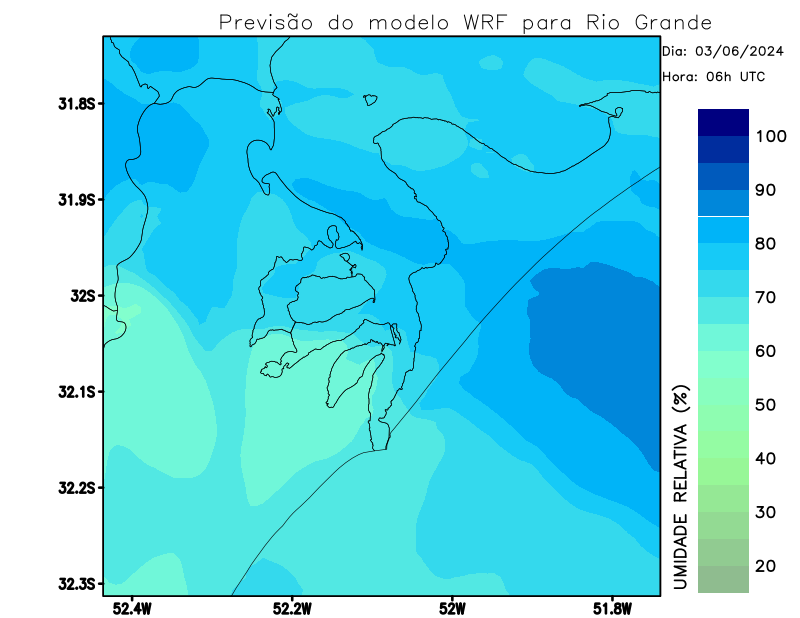 Previsão do modelo WRF para Rio Grande
Dia: 03/06/2024
Hora: 06h UTC
31.8S
31.9S
32S
32.1S
32.2S
32.3S
52.4W
52.2W
52W
51.8W
UMIDADE RELATIVA (%)
100
90
80
70
60
50
40
30
20